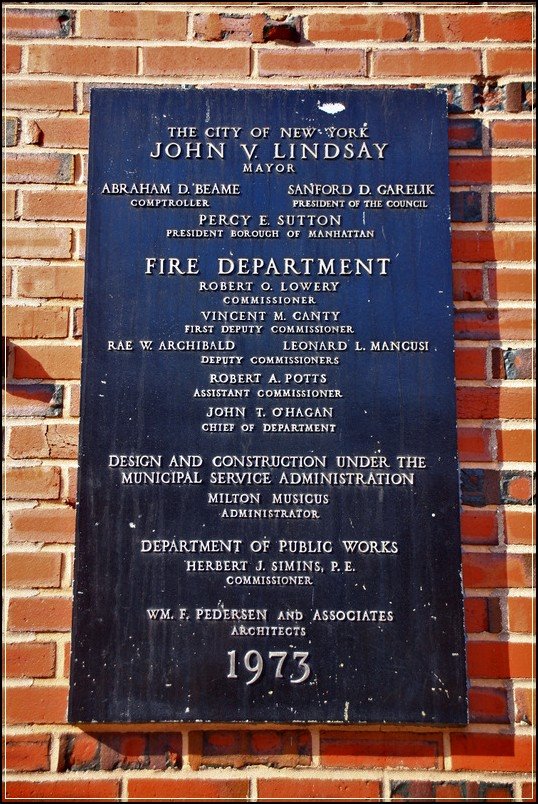 THE CITY OF NEW YORK
JOHN V. LINDSAY
MAYOR
ABRAHAM D. BEAME SANFORD D. GARELIK
COMPTROLLER PRESIDENT OF THE COUNCIL
PERCY E. SUTTON
PRESIDENT BOROUGH OF MANHATTAN
FIRE DEPARTMENT
ROBERT O. LOWERY
COMMISSIONER
VINCENT M. CANTY
FIRST DEPUTY COMMISSIONER
RAE W. ARCHIBALD LEONARD L. MANCUSI
DEPUTY COMMISSIONERS
ROBERT A. POTTS
ASSISTANT COMMISSIONER
JOHN T. O'HAGAN
CHIEF OF DEPARTMENT
DESIGN AND CONSTRUCTION UNDER THE
MUNICIPAL SERVICE ADMINISTRATION
MILTON MUSICUS
ADMINISTRATOR
DEPARTMENT OF PUBLIC WORKS
HERBERT J. SIMINS, P.E.
COMMISSIONER
WM. F. PEDERSEN AND ASSOCIATES
ARCHITECTS
1973